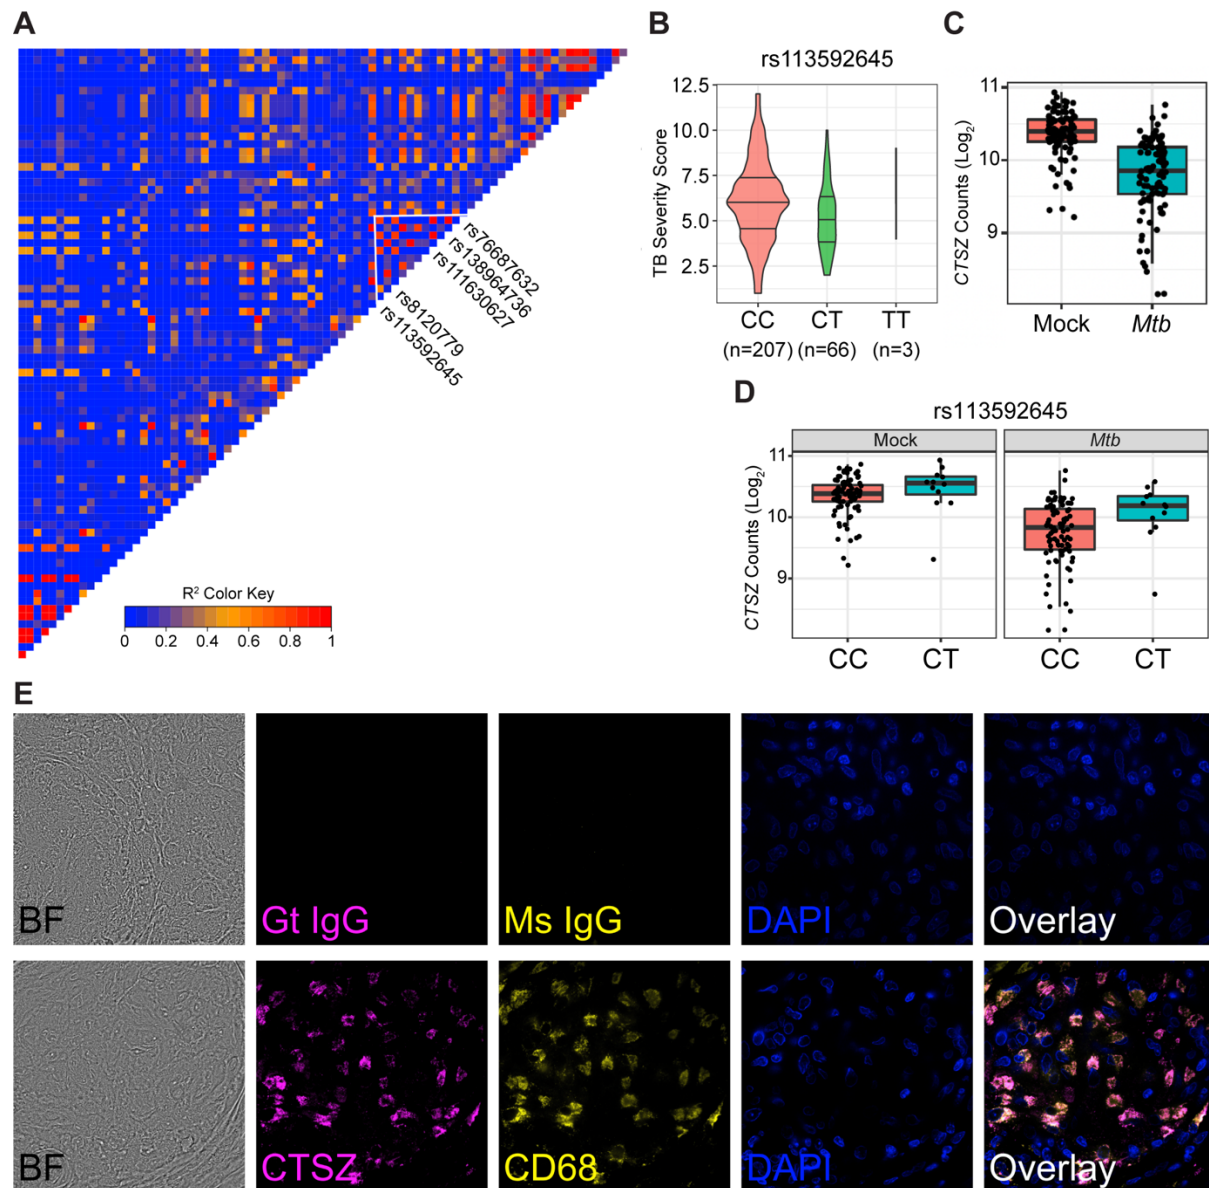 A
rs76687632
rs138964736
rs111630627
rs8120779
rs113592645
R² Color Key
0 0.2 0.4 0.6 0.8 1
B
rs113592645
TB Severity Score
12.5
10.0
7.5
5.0
2.5
CC CT TT
(n=207) (n=66) (n=3)
C
CTSZ Counts (Log₂)
11
10
9
Mock Mtb
D
rs113592645
Mock Mtb
CTSZ Counts (Log₂)
11
10
9
CC CT CC CT
E
BF Gt IgG Ms IgG DAPI Overlay
BF CTSZ CD68 DAPI Overlay